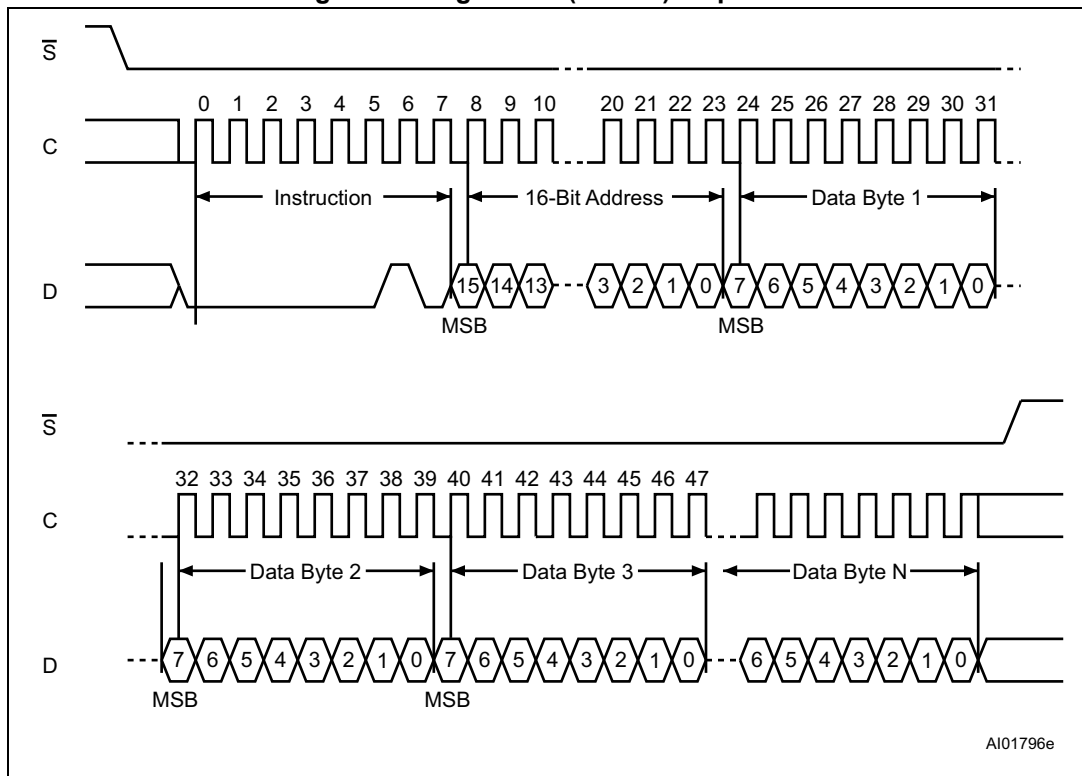 S
0 1 2 3 4 5 6 7 8 9 10 20 21 22 23 24 25 26 27 28 29 30 31
C
Instruction 16-Bit Address Data Byte 1
D 15 14 13 3 2 1 0 7 6 5 4 3 2 1 0
MSB MSB
S
32 33 34 35 36 37 38 39 40 41 42 43 44 45 46 47
C
Data Byte 2 Data Byte 3 Data Byte N
D 7 6 5 4 3 2 1 0 7 6 5 4 3 2 1 0 6 5 4 3 2 1 0
MSB MSB
AI01796e